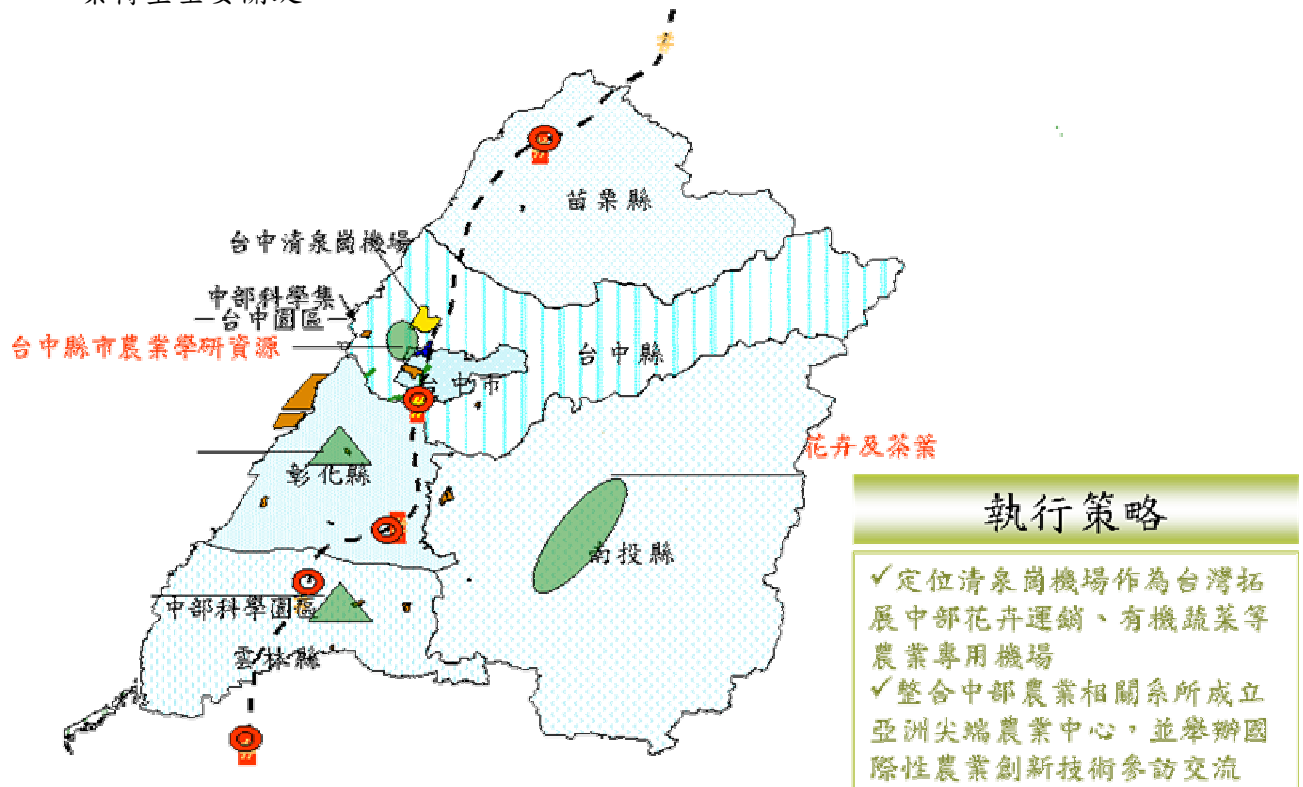 苗栗縣
台中清泉崗機場
中部科學集
台中園區
台中縣市農業學研資源
台中縣
台中市
花卉及茶葉
彰化縣
執行策略
南投縣
✓定位清泉崗機場作為台灣拓
展中部花卉運銷、有機蔬菜等
農業專用機場
中部科學園區
雲林縣
✓整合中部農業相關系所成立
亞洲尖端農業中心，並舉辦國
際性農業創新技術參訪交流